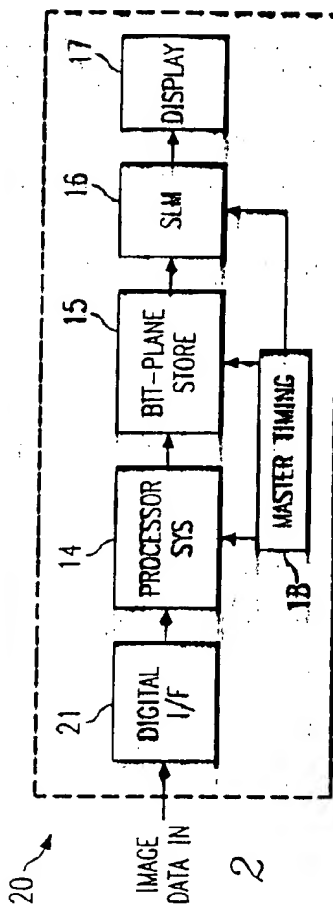 20
IMAGE
DATA IN
21
DIGITAL
I/F
14
PROCESSOR
SYS
15
BIT-PLANE
STORE
16
SLM
17
DISPLAY
MASTER TIMING
18
2